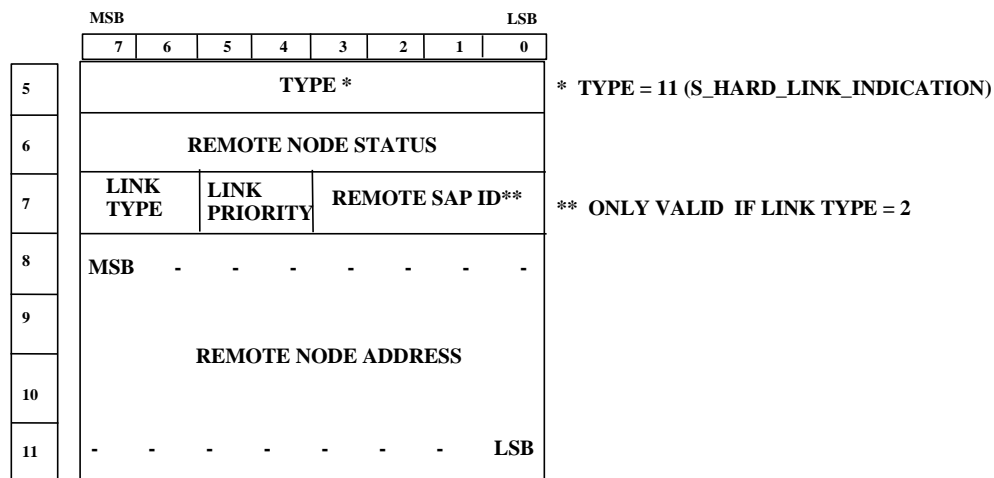 MSB LSB
7 6 5 4 3 2 1 0
5 TYPE * * TYPE = 11 (S_HARD_LINK_INDICATION)
6 REMOTE NODE STATUS
LINK LINK
7 TYPE PRIORITY REMOTE SAP ID** ** ONLY VALID IF LINK TYPE = 2
8 MSB - - - - - - -
9
REMOTE NODE ADDRESS
10
11 - - - - - - - LSB